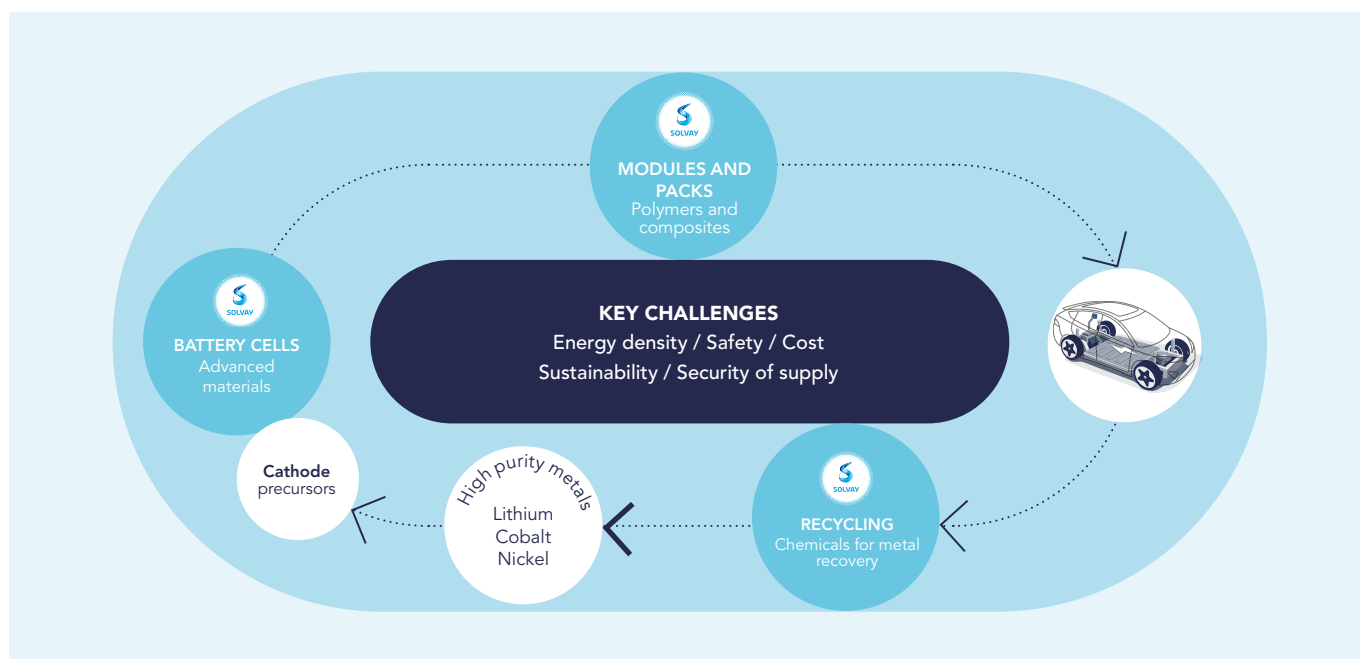 SOLVAY
MODULES AND
PACKS
Polymers and
composites
SOLVAY
BATTERY CELLS
Advanced
materials
KEY CHALLENGES
Energy density / Safety / Cost
Sustainability / Security of supply
Cathode
precursors
High purity metals
Lithium
Cobalt
Nickel
SOLVAY
RECYCLING
Chemicals for metal
recovery